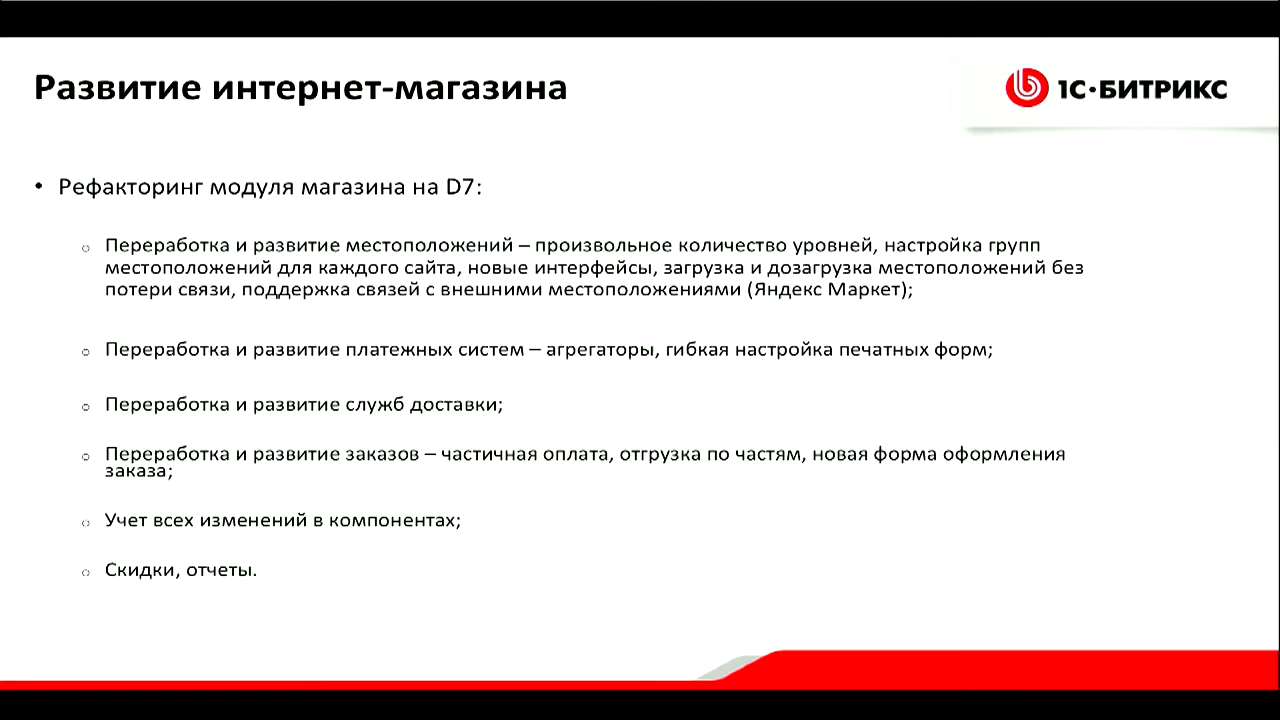 Развитие интернет-магазина
1С·БИТРИКС
• Рефакторинг модуля магазина на D7:
○ Переработка и развитие местоположений – произвольное количество уровней, настройка групп
местоположений для каждого сайта, новые интерфейсы, загрузка и дозагрузка местоположений без
потери связи, поддержка связей с внешними местоположениями (Яндекс Маркет);
○ Переработка и развитие платежных систем – агрегаторы, гибкая настройка печатных форм;
○ Переработка и развитие служб доставки;
○ Переработка и развитие заказов – частичная оплата, отгрузка по частям, новая форма оформления
заказа;
○ Учет всех изменений в компонентах;
○ Скидки, отчеты.